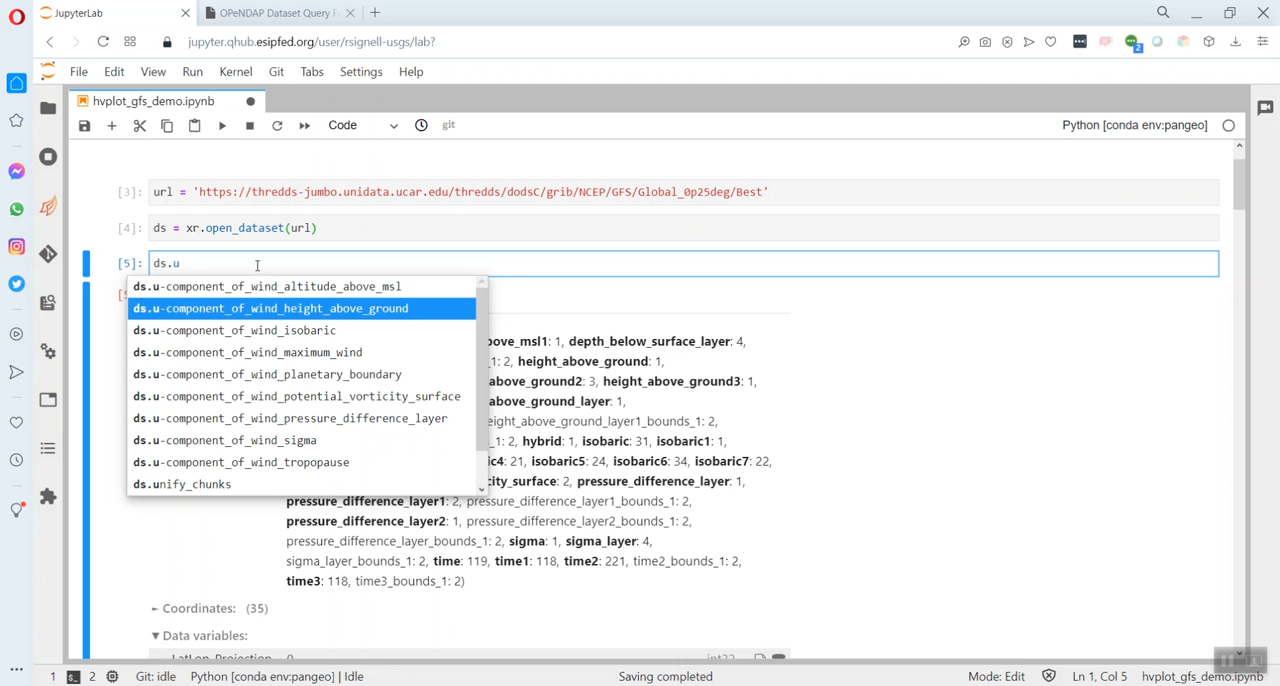 JupyterLab
OPeNDAP Dataset Query F
jupyter.qhub.esipfed.org/user/rsignell-usgs/lab?
2
File Edit View Run Kernel Git Tabs Settings Help
hvplot_gfs_demo.ipynb
Code git Python [conda env:pangeo]
[3]: url = 'https://thredds-jumbo.unidata.ucar.edu/thredds/dodsC/grib/NCEP/GFS/Global_0p25deg/Best'
[4]: ds = xr.open_dataset(url)
[5]: ds.u
ds.u-component_of_wind_altitude_above_msl
ds.u-component_of_wind_height_above_ground
ds.u-component_of_wind_isobaric
ds.u-component_of_wind_maximum_wind
ds.u-component_of_wind_planetary_boundary
ds.u-component_of_wind_potential_vorticity_surface
ds.u-component_of_wind_pressure_difference_layer
ds.u-component_of_wind_sigma
ds.u-component_of_wind_tropopause
ds.unify_chunks
ove_msl1: 1, depth_below_surface_layer: 4,
_1: 2, height_above_ground: 1,
above_ground2: 3, height_above_ground3: 1,
above_ground_layer: 1,
eight_above_ground_layer1_bounds_1: 2,
_1: 2, hybrid: 1, isobaric: 31, isobaric1: 1,
ic4: 21, isobaric5: 24, isobaric6: 34, isobaric7: 22,
city_surface: 2, pressure_difference_layer: 1,
pressure_difference_layer1: 2, pressure_difference_layer1_bounds_1: 2,
pressure_difference_layer2: 1, pressure_difference_layer2_bounds_1: 2,
pressure_difference_layer_bounds_1: 2, sigma: 1, sigma_layer: 4,
sigma_layer_bounds_1: 2, time: 119, time1: 118, time2: 221, time2_bounds_1: 2,
time3: 118, time3_bounds_1: 2)
Coordinates: (35)
Data variables:
LatLon_Projection () int32
1 2 Git: idle Python [conda env:pangeo] | Idle Saving completed Mode: Edit Ln 1, Col 5 hvplot_gfs_demo.ipynb